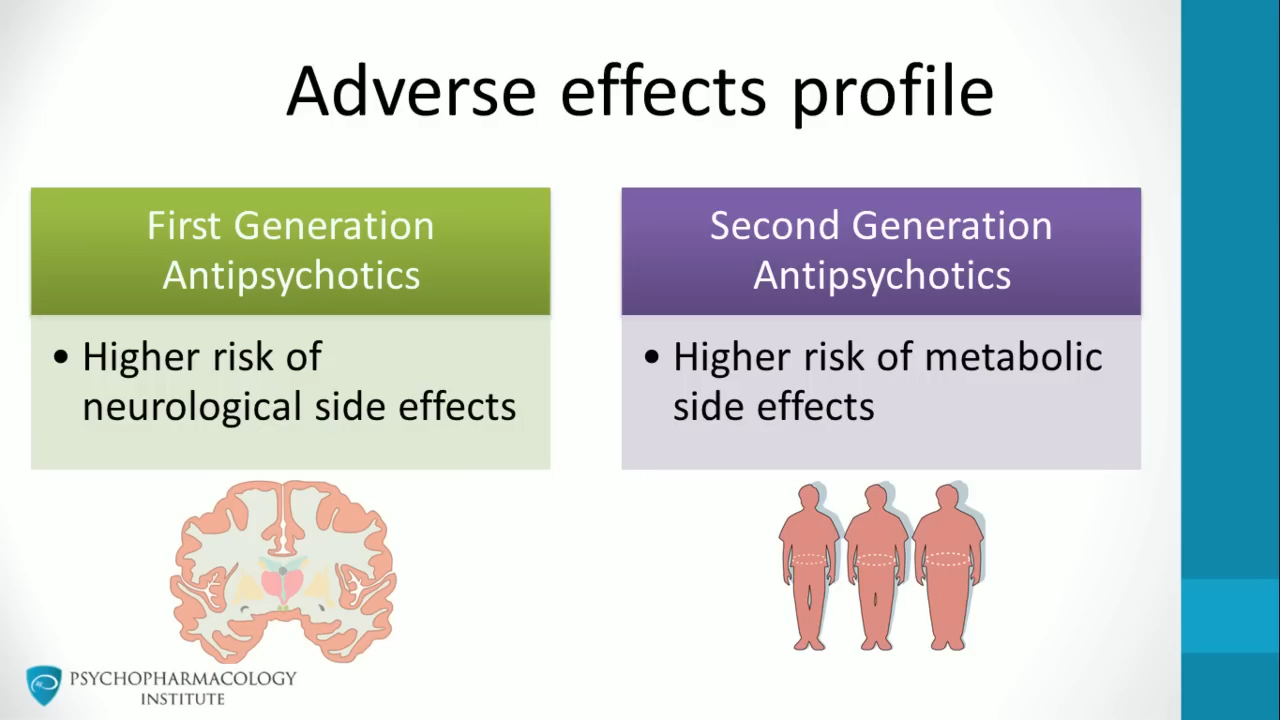 Adverse effects profile
First Generation
Antipsychotics
• Higher risk of
neurological side effects
Second Generation
Antipsychotics
• Higher risk of metabolic
side effects
PSYCHOPHARMACOLOGY
INSTITUTE